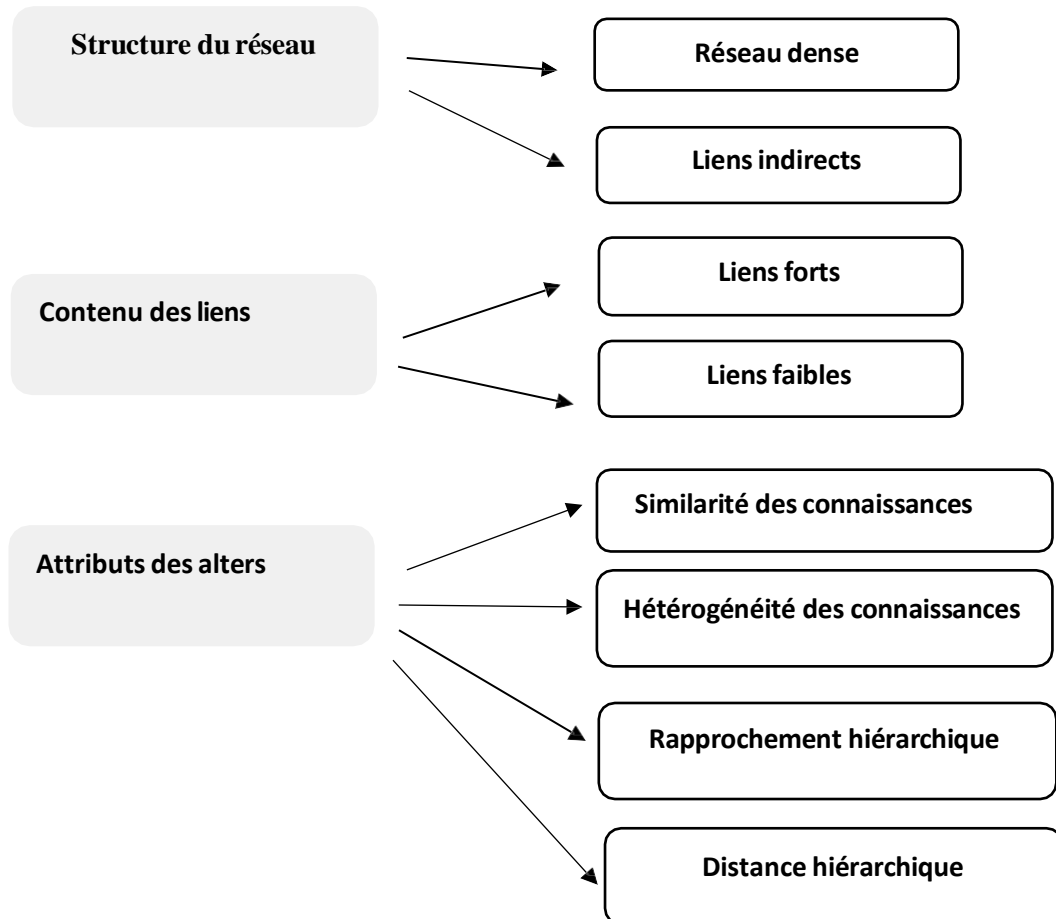 Structure du réseau
Réseau dense
Liens indirects
Contenu des liens
Liens forts
Liens faibles
Attributs des alters
Similarité des connaissances
Hétérogénéité des connaissances
Rapprochement hiérarchique
Distance hiérarchique